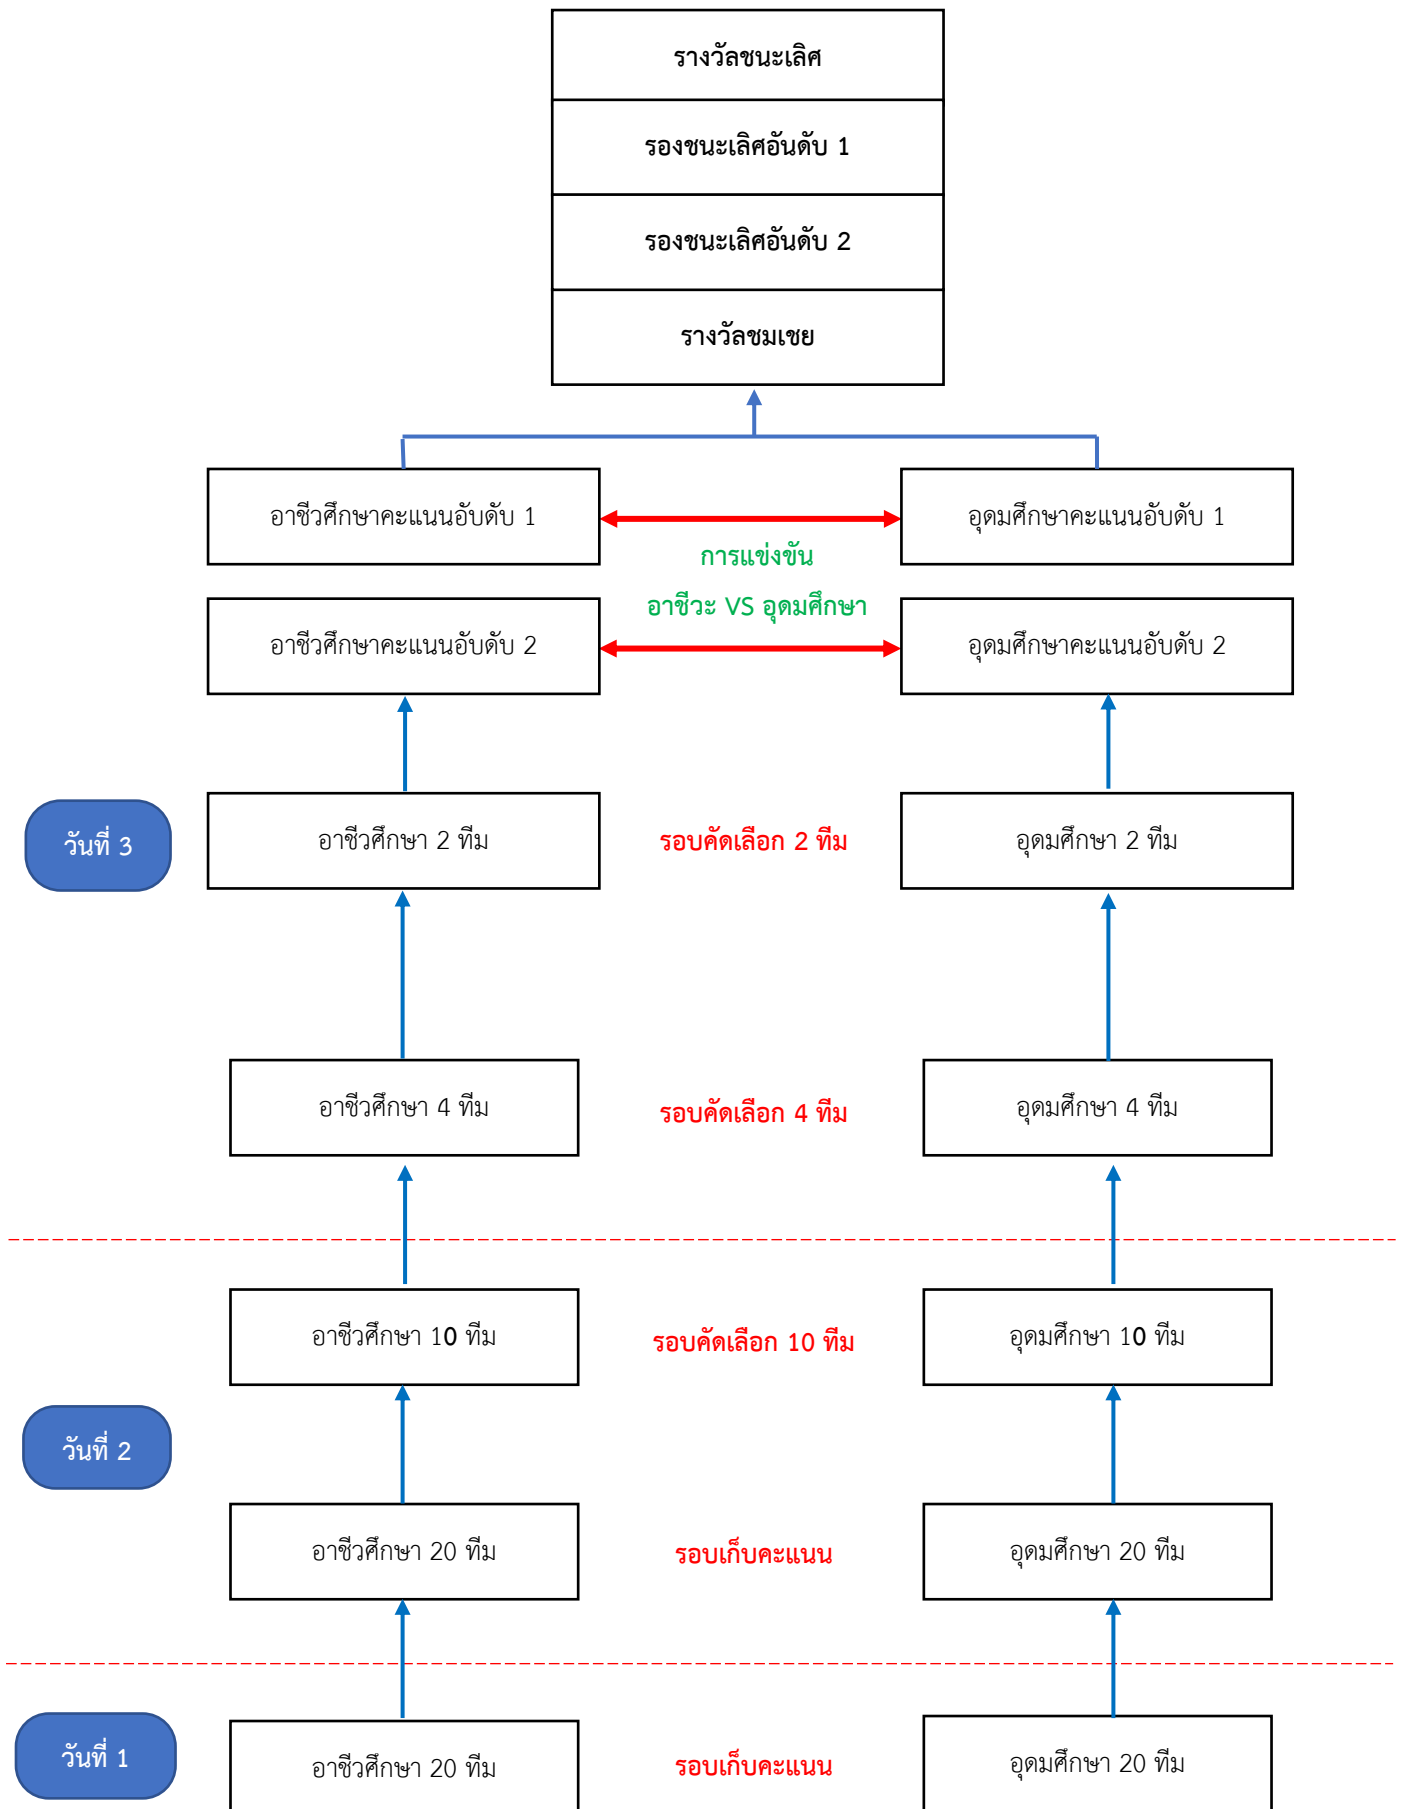 รางวัลชนะเลิศ
รองชนะเลิศอันดับ 1
รองชนะเลิศอันดับ 2
รางวัลชมเชย
อาชีวศึกษาคะแนนอับดับ 1
อุดมศึกษาคะแนนอับดับ 1
การแข่งขัน
อาชีวะ VS อุดมศึกษา
อาชีวศึกษาคะแนนอับดับ 2
อุดมศึกษาคะแนนอับดับ 2
วันที่ 3
อาชีวศึกษา 2 ทีม
รอบคัดเลือก 2 ทีม
อุดมศึกษา 2 ทีม
อาชีวศึกษา 4 ทีม
รอบคัดเลือก 4 ทีม
อุดมศึกษา 4 ทีม
อาชีวศึกษา 10 ทีม
รอบคัดเลือก 10 ทีม
อุดมศึกษา 10 ทีม
วันที่ 2
อาชีวศึกษา 20 ทีม
รอบเก็บคะแนน
อุดมศึกษา 20 ทีม
วันที่ 1
อาชีวศึกษา 20 ทีม
รอบเก็บคะแนน
อุดมศึกษา 20 ทีม